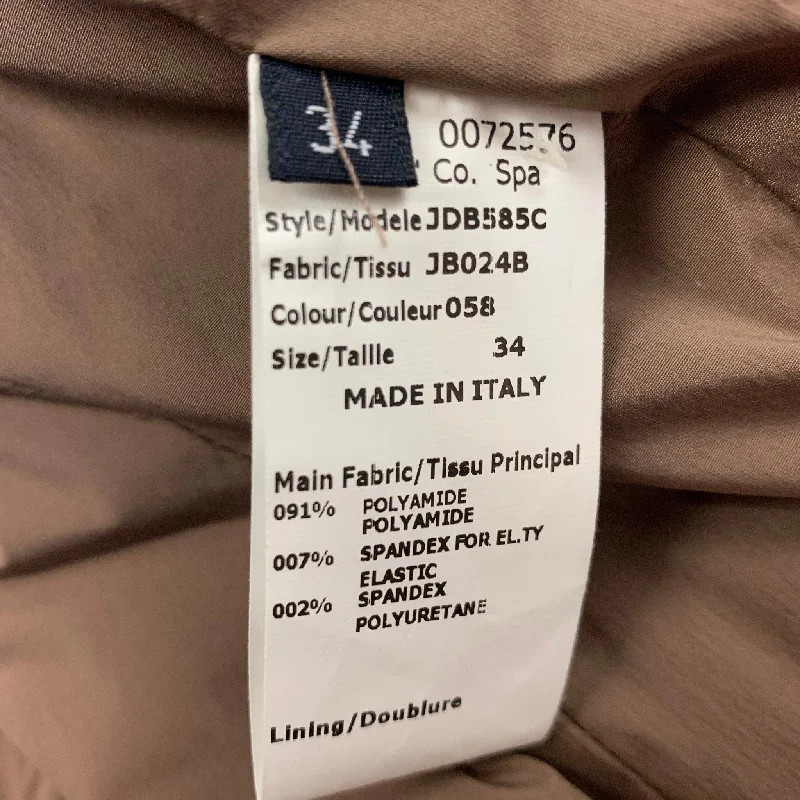 34
0072576
Co. Spa
Style/Modele JDB585C
Fabric/Tissu JB024B
Colour/Couleur 058
Size/Tallle 34
MADE IN ITALY
Main Fabric/Tissu Principal
091% POLYAMIDE
POLYAMIDE
007% SPANDEX FOR EL.TY
ELASTIC
002% SPANDEX
POLYURETANE
Lining/Doublure